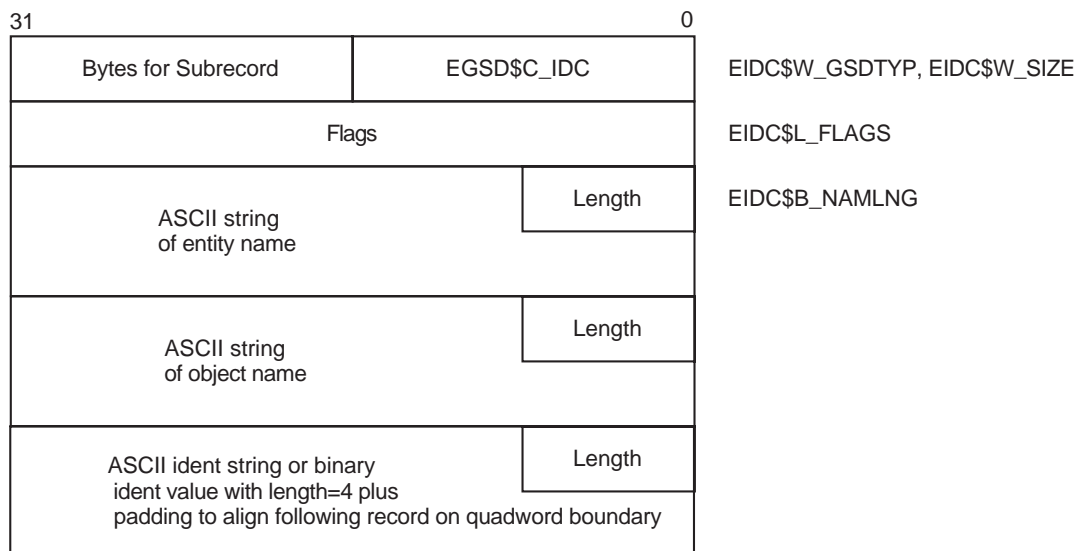 31 0
Bytes for Subrecord EGSD$C_IDC EIDC$W_GSDTYP, EIDC$W_SIZE
Flags EIDC$L_FLAGS
Length EIDC$B_NAMLNG
ASCII string
of entity name
Length
ASCII string
of object name
Length
ASCII ident string or binary
ident value with length=4 plus
padding to align following record on quadword boundary